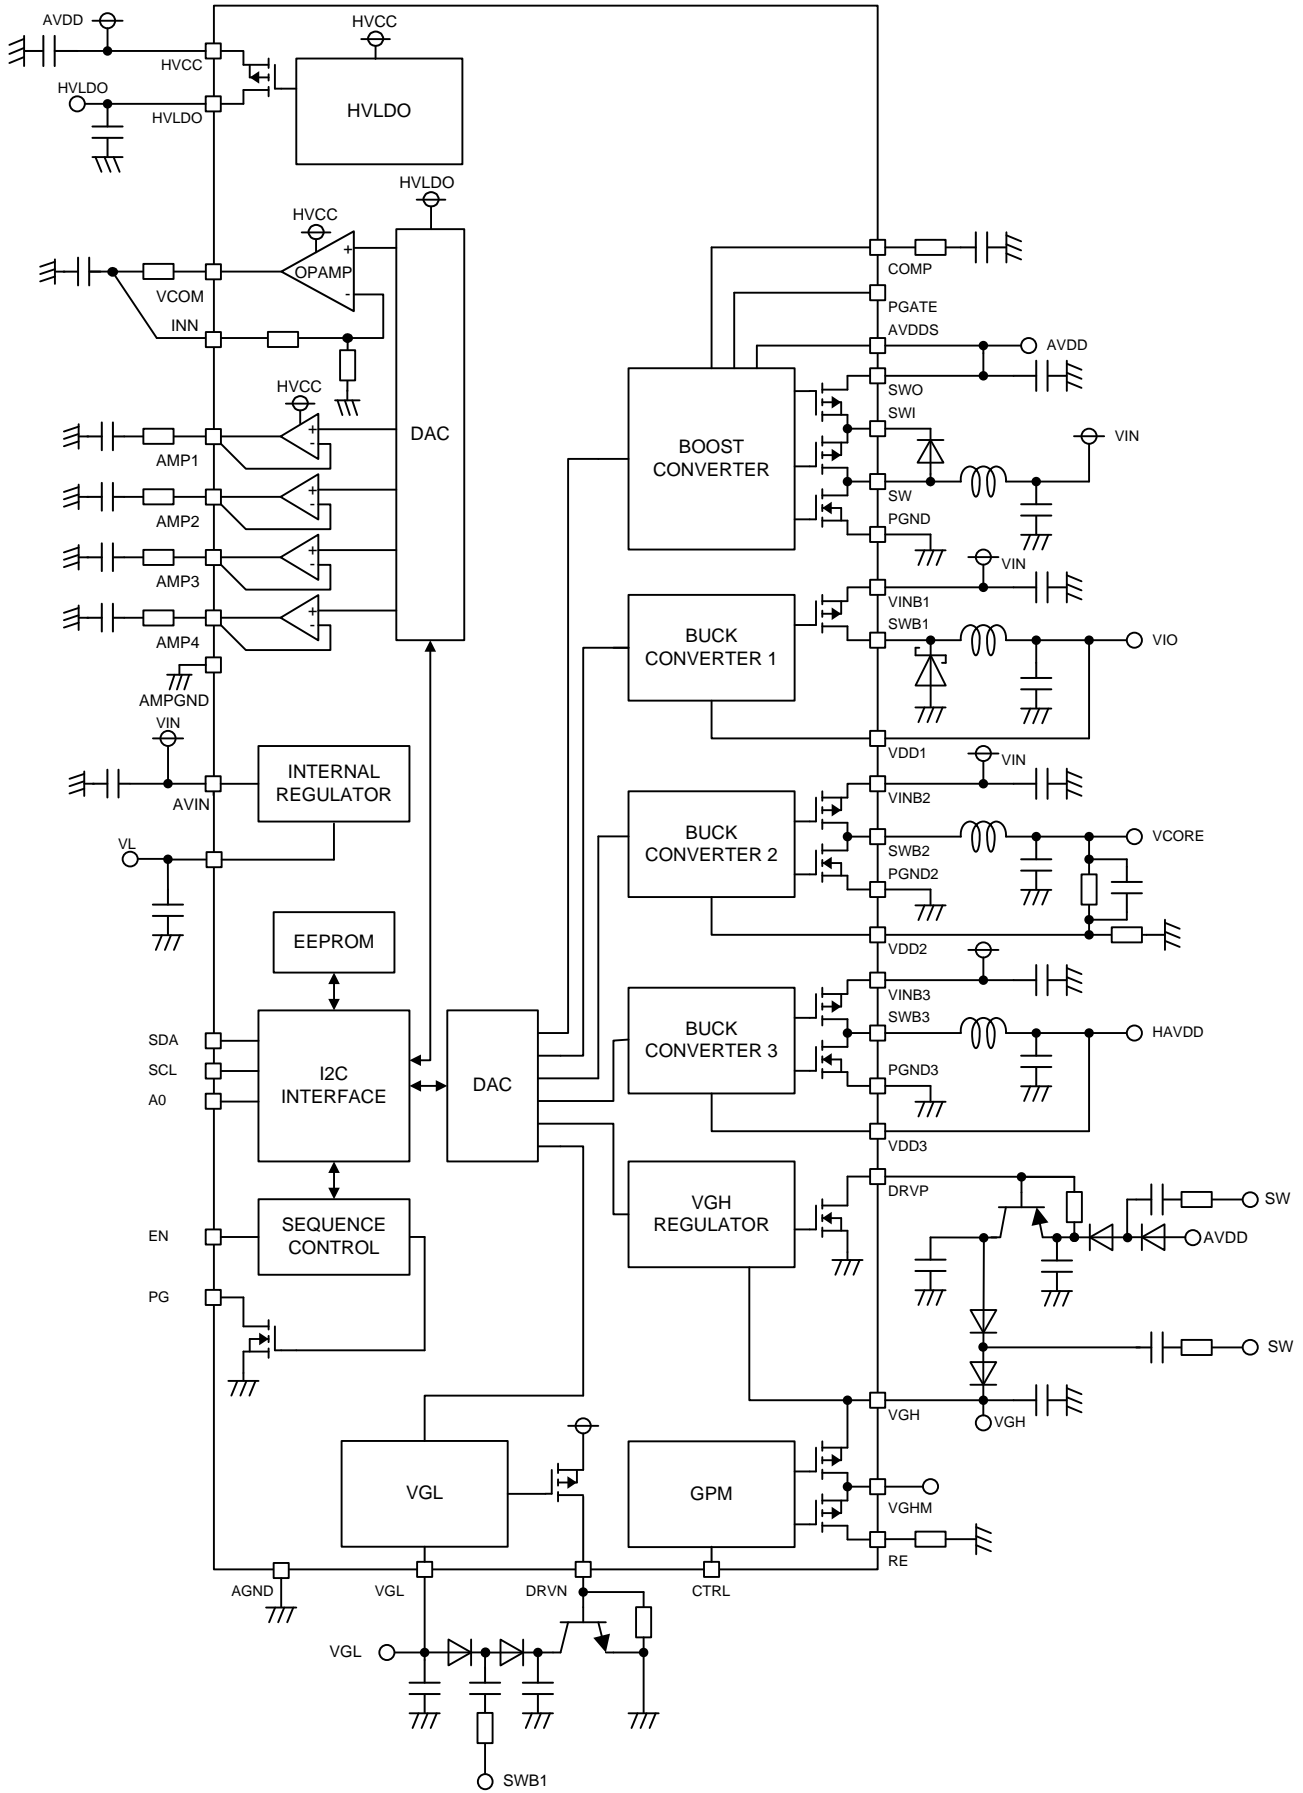 AVDD
HVCC
HVCC
HVLDO
HVLDO
HVLDO
HVLDO
HVCC
OPAMP
+
-
VCOM
INN
HVCC
DAC
+
-
AMP1
+
-
AMP2
+
-
AMP3
+
-
AMP4
AMPGND
VIN
INTERNAL
REGULATOR
AVIN
VL
EEPROM
SDA
SCL
A0
I2C
INTERFACE
DAC
EN
SEQUENCE
CONTROL
PG
VGL
AGND
VGL
DRVN
CTRL
VGL
SWB1
COMP
PGATE
AVDDS
AVDD
BOOST
CONVERTER
SWO
SWI
VIN
SW
PGND
VIN
VINB1
BUCK
CONVERTER 1
SWB1
VIO
VDD1
VIN
VINB2
BUCK
CONVERTER 2
SWB2
VCORE
PGND2
VDD2
VINB3
BUCK
CONVERTER 3
SWB3
HAVDD
PGND3
VDD3
VGH
REGULATOR
DRVP
SW
AVDD
SW
VGH
VGH
GPM
VGHM
RE